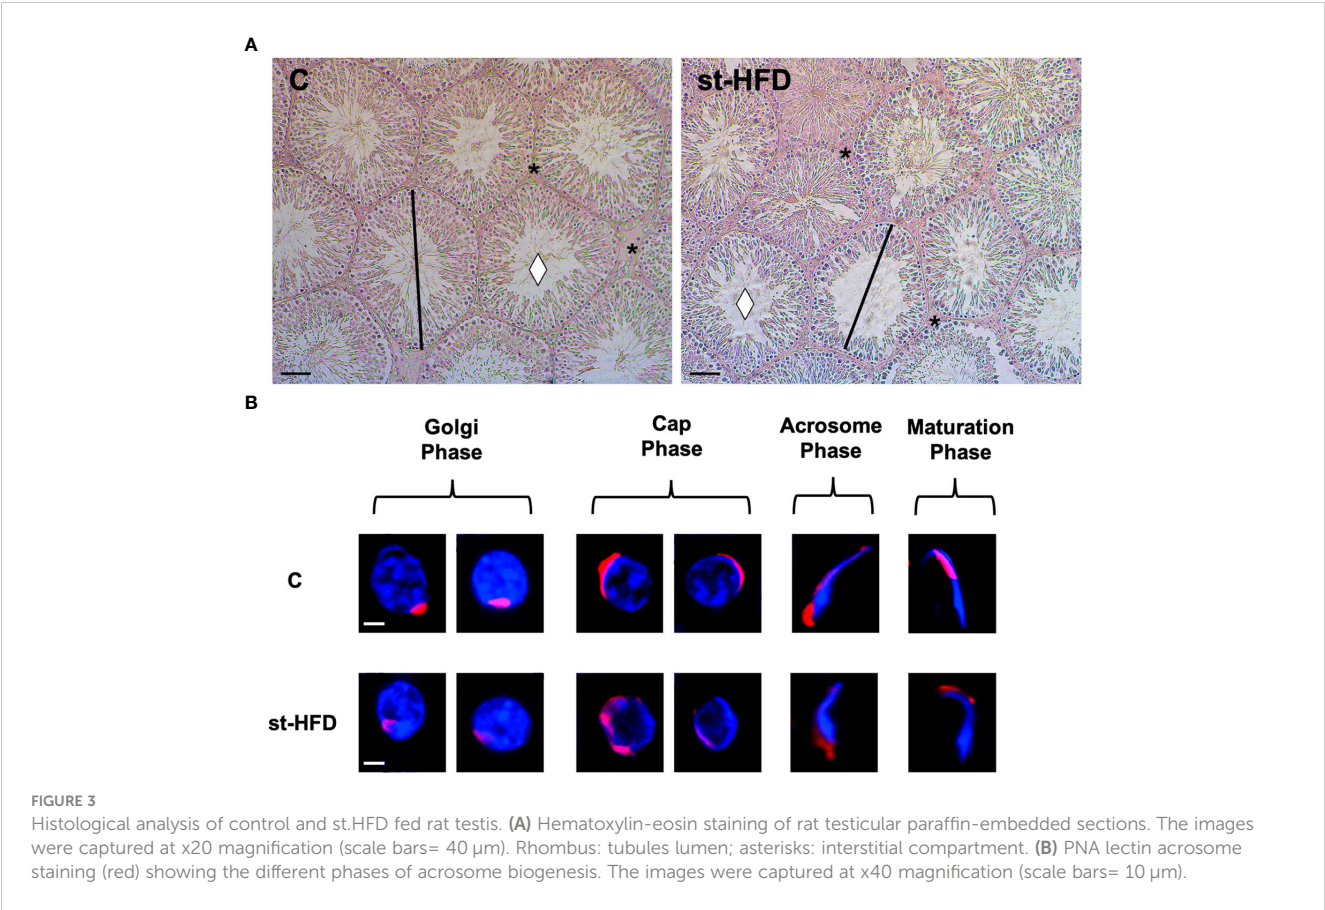 A
C
st-HFD
*
*
*
*
B
Golgi
Phase
Cap
Phase
Acrosome
Phase
Maturation
Phase
C
st-HFD
FIGURE 3
Histological analysis of control and st.HFD fed rat testis. (A) Hematoxylin-eosin staining of rat testicular paraffin-embedded sections. The images
were captured at x20 magnification (scale bars= 40 µm). Rhombus: tubules lumen; asterisks: interstitial compartment. (B) PNA lectin acrosome
staining (red) showing the different phases of acrosome biogenesis. The images were captured at x40 magnification (scale bars= 10 µm).